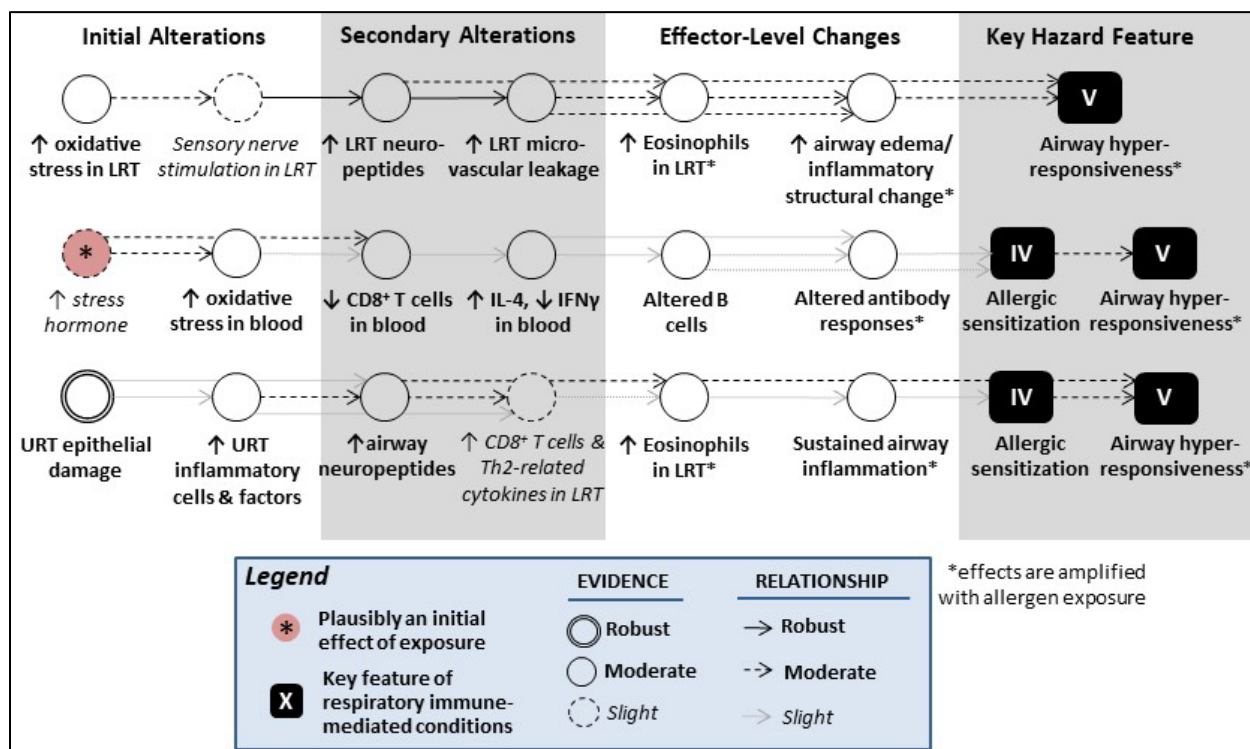 Initial Alterations
Secondary Alterations
Effector-Level Changes
Key Hazard Feature
V
↑ oxidative
stress in LRT
Sensory nerve
stimulation in LRT
↑ LRT neuro-
peptides
↑ LRT micro-
vascular leakage
↑ Eosinophils
in LRT*
↑ airway edema/
inflammatory
structural change*
Airway hyper-
responsiveness*
*
IV
V
↑ stress
hormone
↑ oxidative
stress in blood
↓ CD8⁺ T cells
in blood
↑ IL-4, ↓ IFNγ
in blood
Altered B
cells
Altered antibody
responses*
Allergic
sensitization
Airway hyper-
responsiveness*
IV
V
URT epithelial
damage
↑ URT
inflammatory
cells & factors
↑airway
neuropeptides
↑ CD8⁺ T cells &
Th2-related
cytokines in LRT
↑ Eosinophils
in LRT*
Sustained airway
inflammation*
Allergic
sensitization
Airway hyper-
responsiveness*
Legend
* Plausibly an initial
effect of exposure
X Key feature of
respiratory immune-
mediated conditions
EVIDENCE
Robust
Moderate
Slight
RELATIONSHIP
Robust
Moderate
Slight
*effects are amplified
with allergen exposure